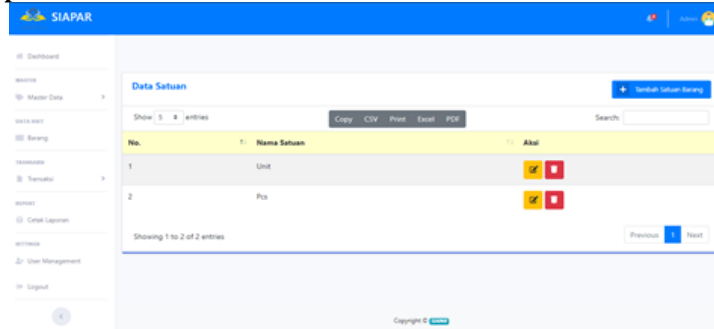 SIAPAR
Admin
Dashboard
MASTER
Master Data
Barang
TRANSAKSI
Transaksi
REPORT
Cetak Laporan
SETTINGS
User Management
Logout
Data Satuan
Tambah Satuan Barang
Show 5 entries
Copy CSV Print Excel PDF
Search:
No. Nama Satuan Aksi
1 Unit
2 Pcs
Showing 1 to 2 of 2 entries
Previous 1 Next
Copyright © SIAPAR